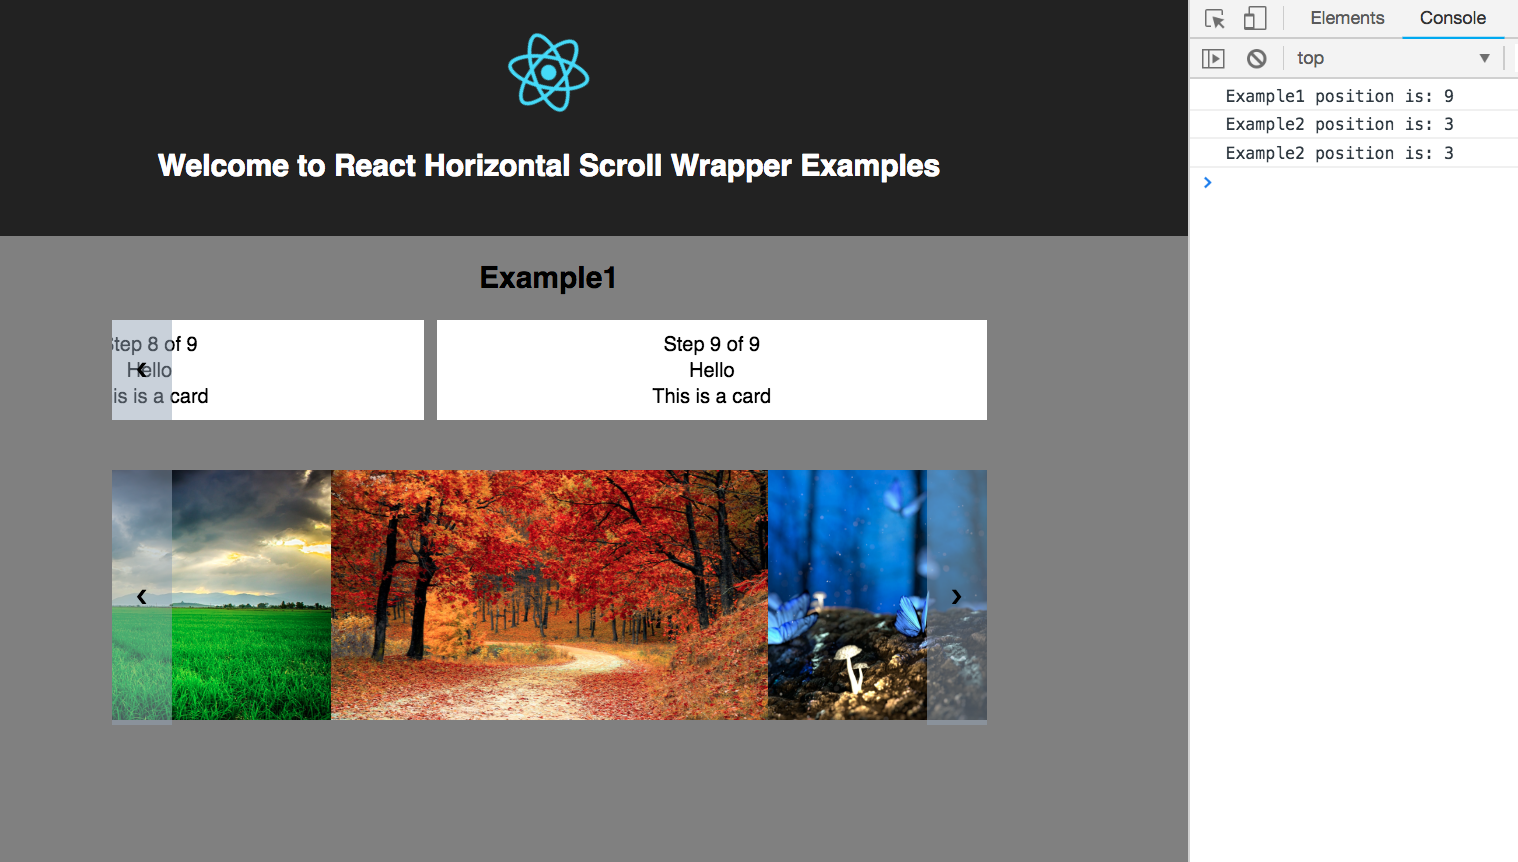 Welcome to React Horizontal Scroll Wrapper Examples
Example1
Step 8 of 9
Hello
is is a card
Step 9 of 9
Hello
This is a card
‹
‹
›
Elements
Console
top
Example1 position is: 9
Example2 position is: 3
Example2 position is: 3